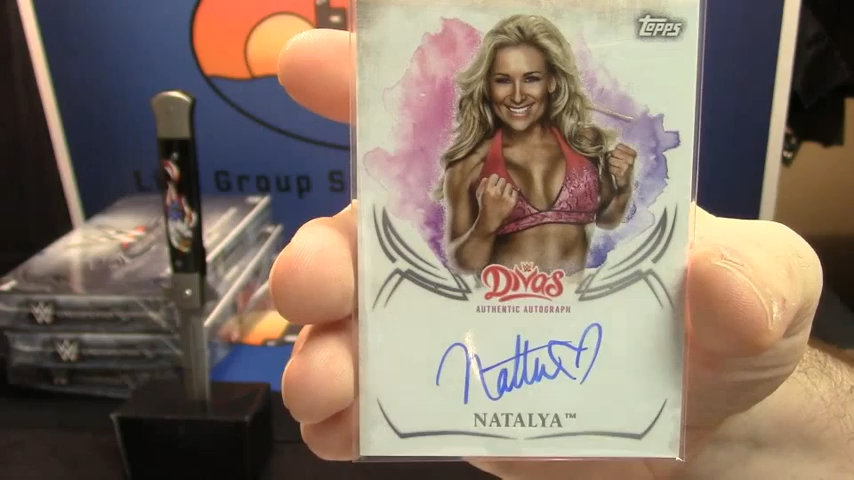 Topps
L Group S
W
Divas
AUTHENTIC AUTOGRAPH
NATALYA™